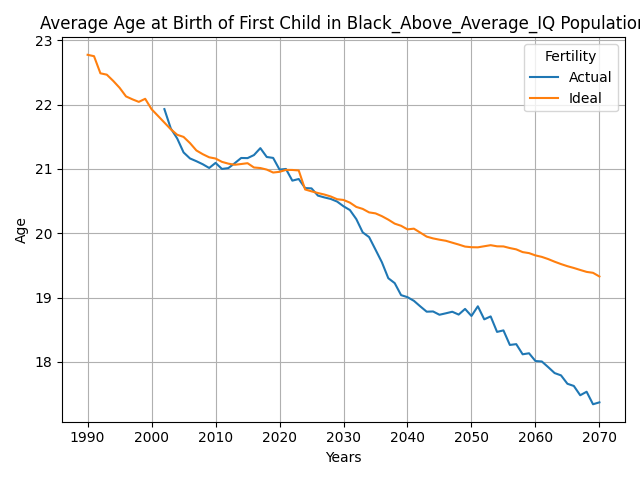 Average Age at Birth of First Child in Black_Above_Average_IQ Population
23
22
21
20
19
18
Age
Fertility
Actual
Ideal
1990 2000 2010 2020 2030 2040 2050 2060 2070
Years